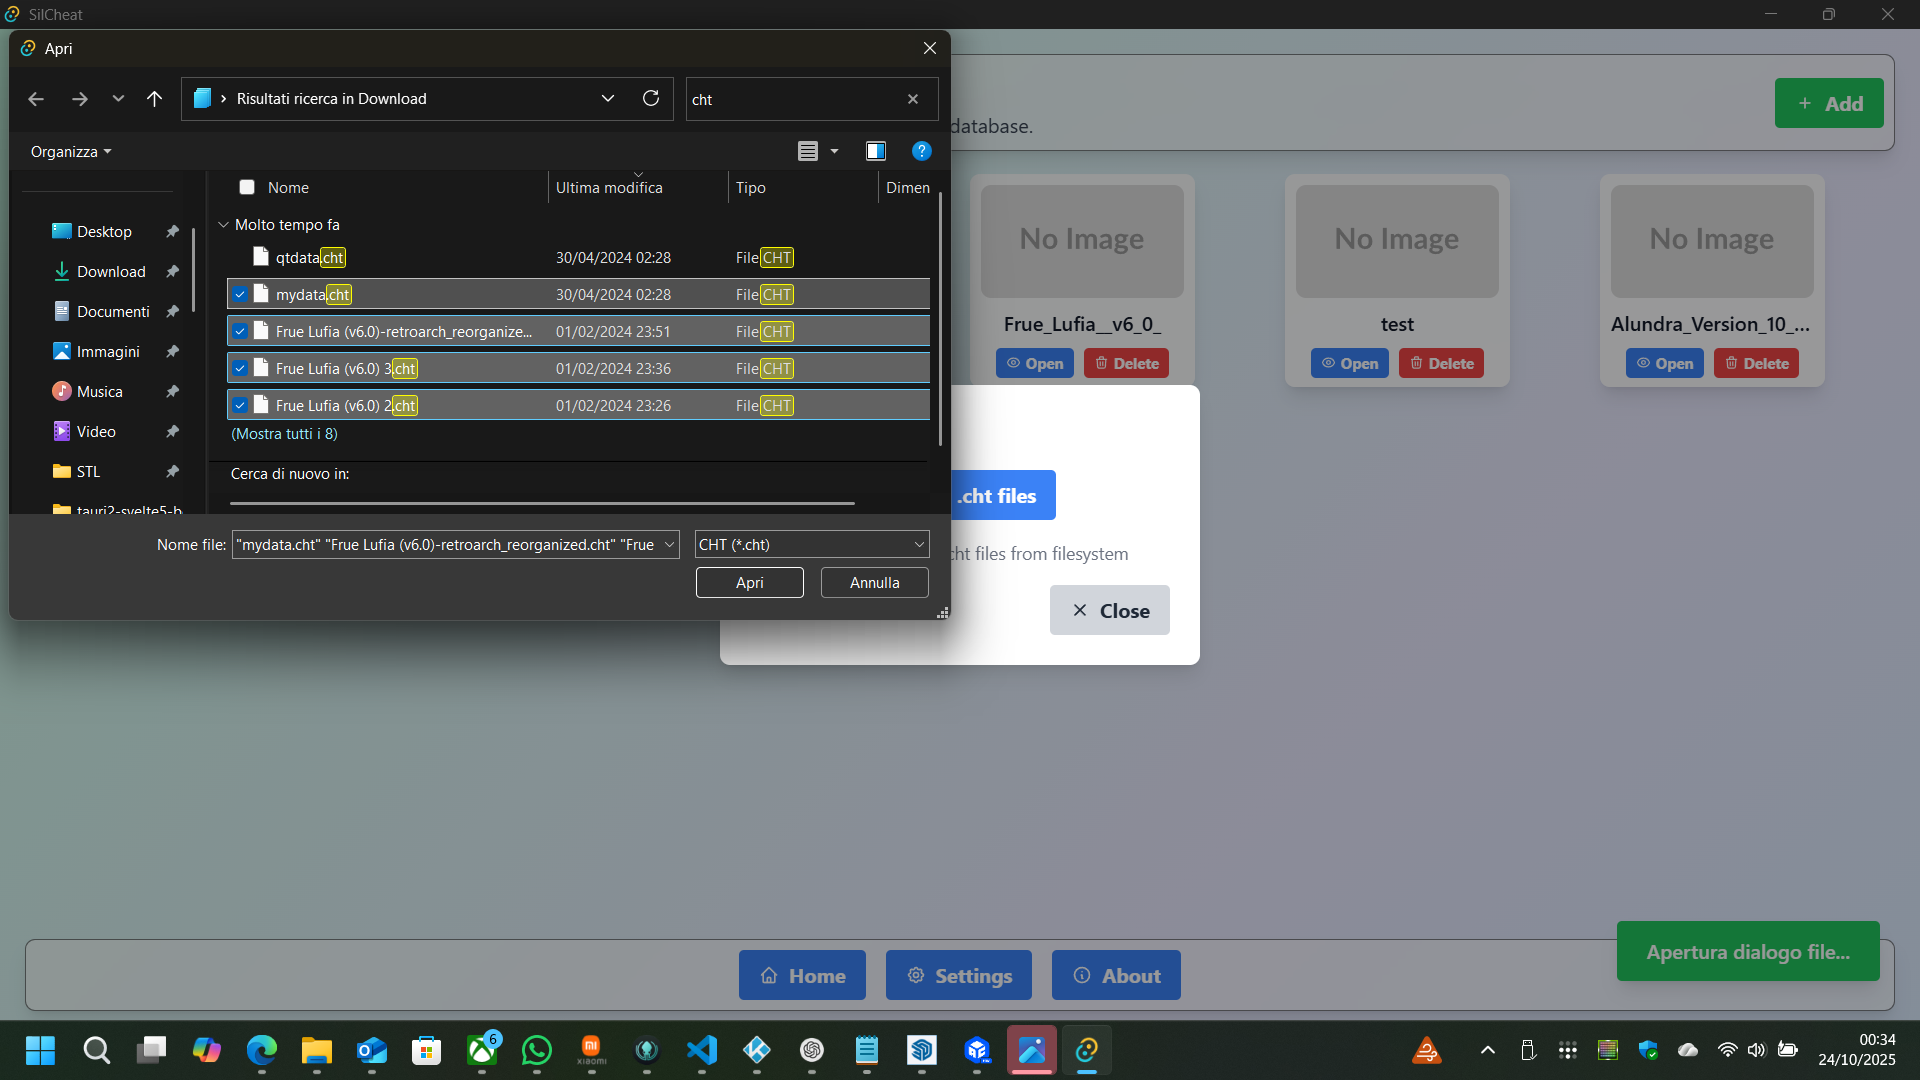 SilCheat
Apri
Risultati ricerca in Download
cht
Organizza
Nome
Ultima modifica
Tipo
Dimen
Molto tempo fa
qtdata.cht 30/04/2024 02:28 File CHT
mydata.cht 30/04/2024 02:28 File CHT
Frue Lufia (v6.0)-retroarch_reorganize... 01/02/2024 23:51 File CHT
Frue Lufia (v6.0) 3.cht 01/02/2024 23:36 File CHT
Frue Lufia (v6.0) 2.cht 01/02/2024 23:26 File CHT
(Mostra tutti i 8)
Cerca di nuovo in:
Desktop
Download
Documenti
Immagini
Musica
Video
STL
tauri2-svelte5-b
Nome file: "mydata.cht" "Frue Lufia (v6.0)-retroarch_reorganized.cht" "Frue
CHT (*.cht)
Apri
Annulla
database.
+ Add
No Image
Frue_Lufia__v6_0_
Open Delete
No Image
test
Open Delete
No Image
Alundra_Version_10_...
Open Delete
.cht files
cht files from filesystem
Close
Home
Settings
About
Apertura dialogo file...
6
xiaomi
00:34
24/10/2025